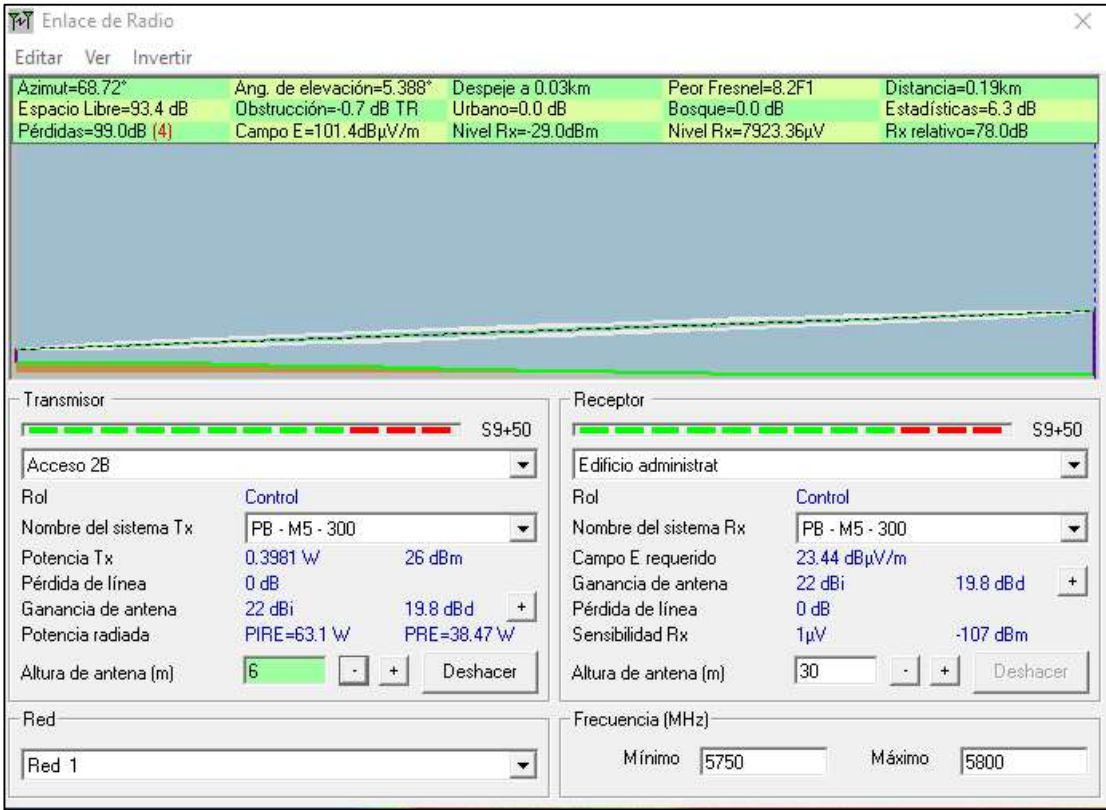 Enlace de Radio
Editar Ver Invertir
Azimut=68.72° Ang. de elevación=5.388° Despeje a 0.03km Peor Fresnel=8.2F1 Distancia=0.19km
Espacio Libre=93.4 dB Obstrucción=-0.7 dB TR Urbano=0.0 dB Bosque=0.0 dB Estadísticas=6.3 dB
Pérdidas=99.0dB (4) Campo E=101.4dBμV/m Nivel Rx=-29.0dBm Nivel Rx=7923.36μV Rx relativo=78.0dB
Transmisor
S9+50
Acceso 2B
Rol Control
Nombre del sistema Tx PB - M5 - 300
Potencia Tx 0.3981 W 26 dBm
Pérdida de línea 0 dB
Ganancia de antena 22 dBi 19.8 dBd +
Potencia radiada PIRE=63.1 W PRE=38.47 W
Altura de antena (m) 6 - + Deshacer
Red
Red 1
Receptor
S9+50
Edificio administrat
Rol Control
Nombre del sistema Rx PB - M5 - 300
Campo E requerido 23.44 dBμV/m
Ganancia de antena 22 dBi 19.8 dBd +
Pérdida de línea 0 dB
Sensibilidad Rx 1μV -107 dBm
Altura de antena (m) 30 - + Deshacer
Frecuencia (MHz)
Mínimo 5750 Máximo 5800